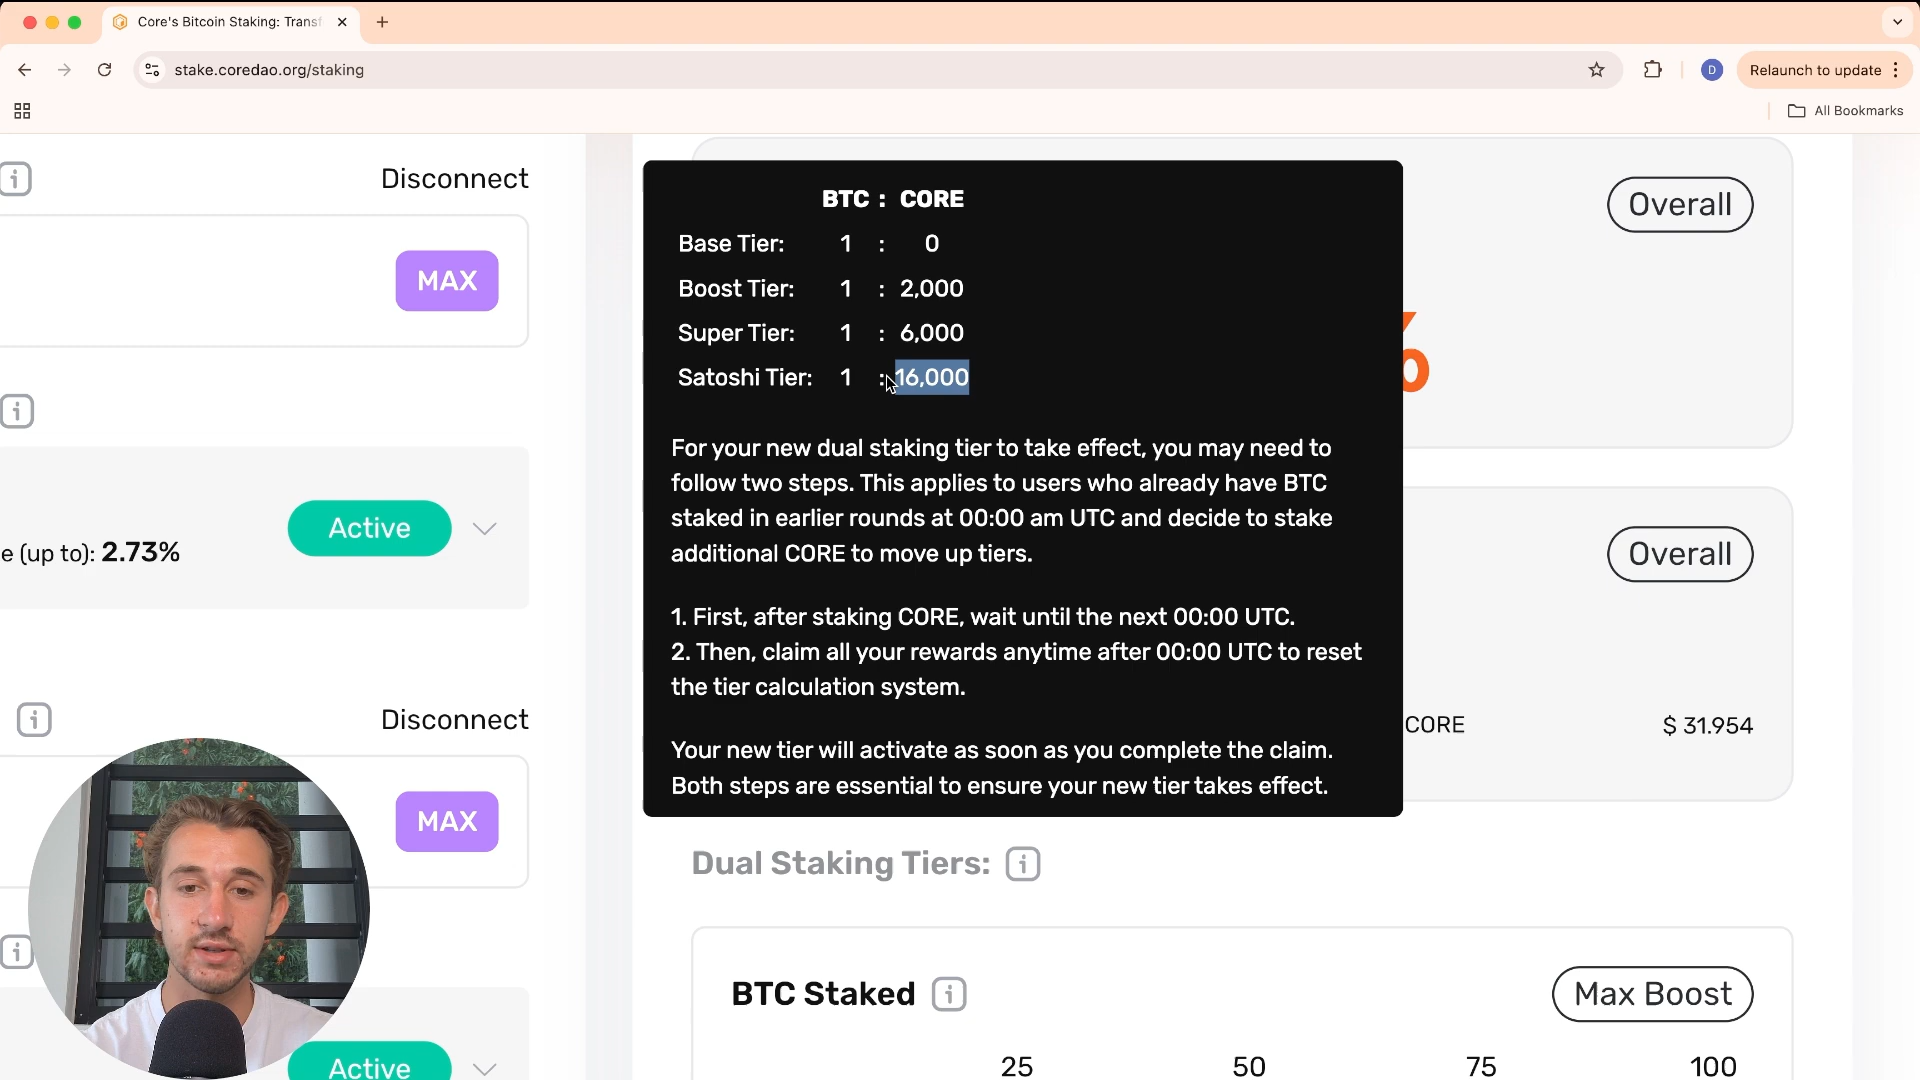 Core's Bitcoin Staking: Transf
stake.coredao.org/staking
D
Relaunch to update
All Bookmarks
Disconnect
MAX
Active
e (up to): 2.73%
Disconnect
MAX
Active
BTC : CORE
Base Tier: 1 : 0
Boost Tier: 1 : 2,000
Super Tier: 1 : 6,000
Satoshi Tier: 1 : 16,000
For your new dual staking tier to take effect, you may need to
follow two steps. This applies to users who already have BTC
staked in earlier rounds at 00:00 am UTC and decide to stake
additional CORE to move up tiers.
1. First, after staking CORE, wait until the next 00:00 UTC.
2. Then, claim all your rewards anytime after 00:00 UTC to reset
the tier calculation system.
Your new tier will activate as soon as you complete the claim.
Both steps are essential to ensure your new tier takes effect.
Overall
%
Overall
CORE $ 31.954
Dual Staking Tiers:
BTC Staked
Max Boost
25 50 75 100